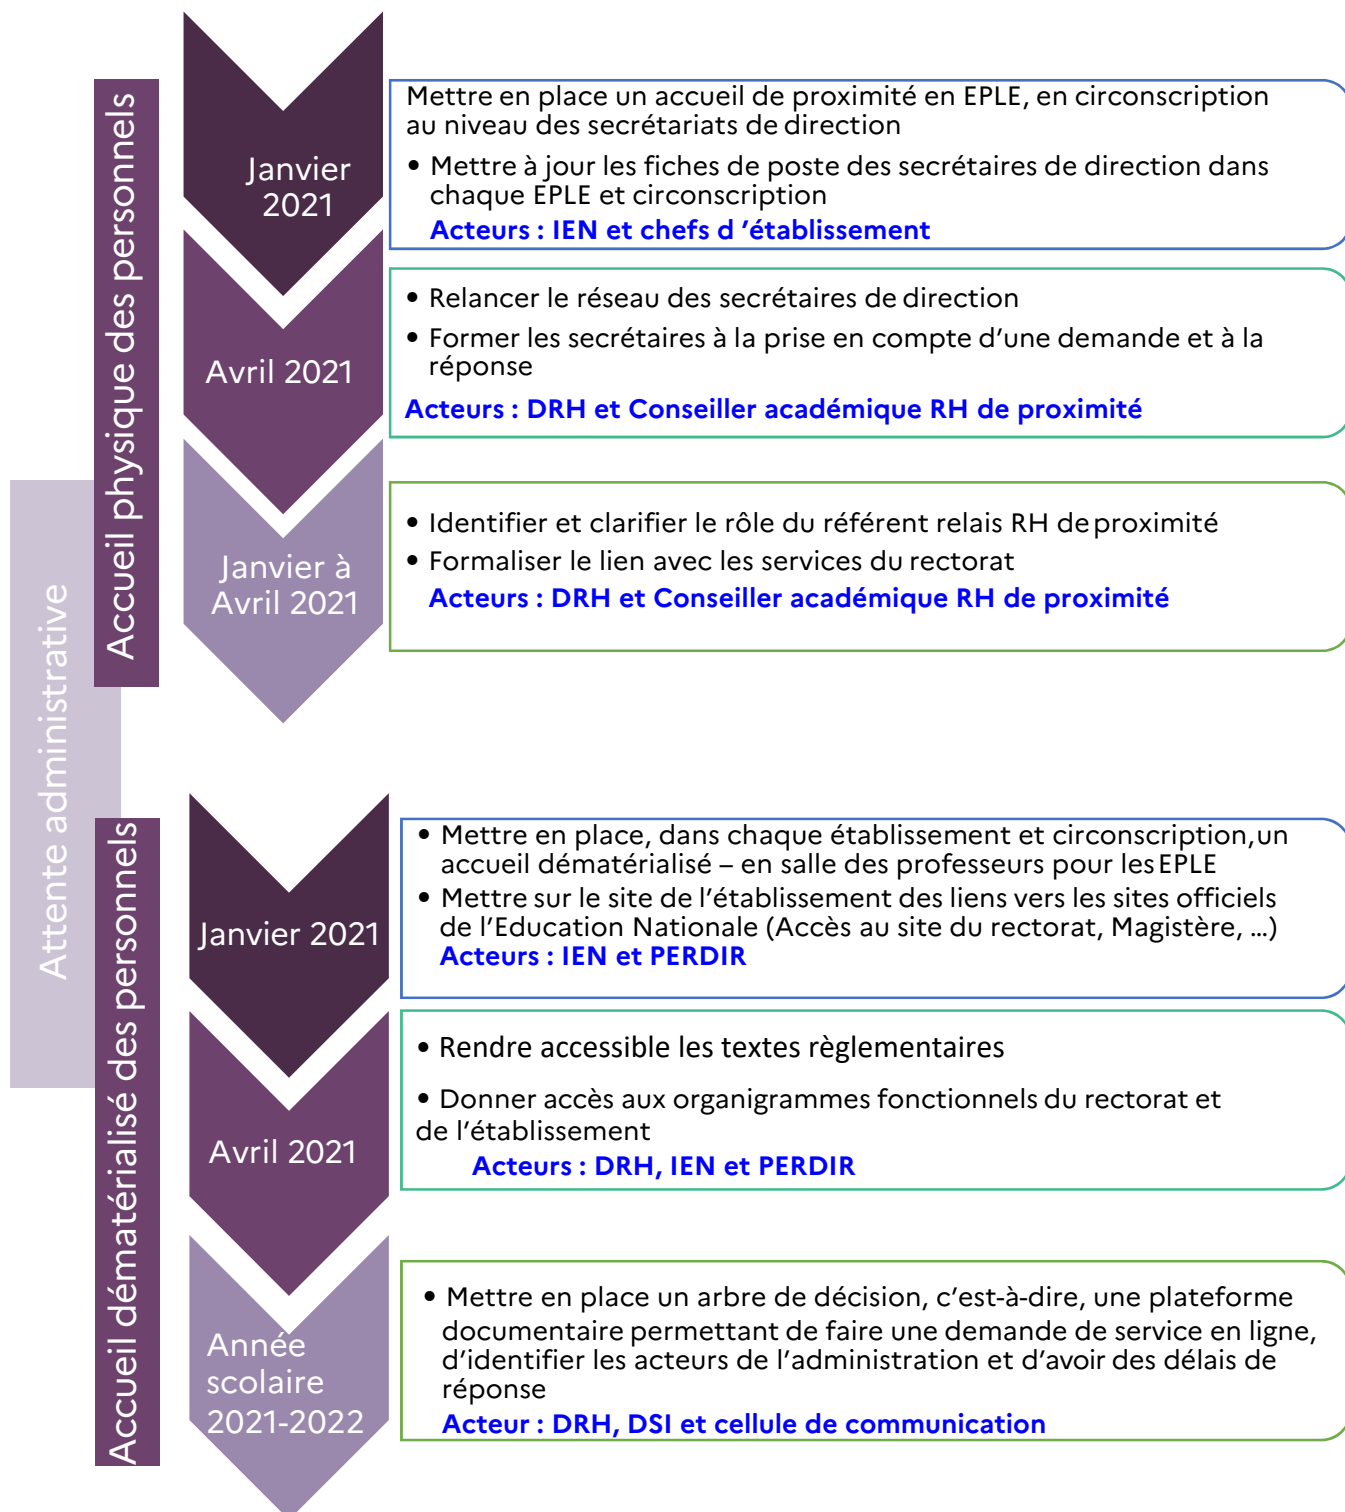 Attente administrative
Accueil physique des personnels
Janvier
2021
Mettre en place un accueil de proximité en EPLE, en circonscription
au niveau des secrétariats de direction
• Mettre à jour les fiches de poste des secrétaires de direction dans
chaque EPLE et circonscription
Acteurs : IEN et chefs d ’établissement
Avril 2021
• Relancer le réseau des secrétaires de direction
• Former les secrétaires à la prise en compte d’une demande et à la
réponse
Acteurs : DRH et Conseiller académique RH de proximité
Janvier à
Avril 2021
• Identifier et clarifier le rôle du référent relais RH de proximité
• Formaliser le lien avec les services du rectorat
Acteurs : DRH et Conseiller académique RH de proximité
Accueil dématérialisé des personnels
Janvier 2021
• Mettre en place, dans chaque établissement et circonscription,un
accueil dématérialisé – en salle des professeurs pour les EPLE
• Mettre sur le site de l’établissement des liens vers les sites officiels
de l’Education Nationale (Accès au site du rectorat, Magistère, …)
Acteurs : IEN et PERDIR
Avril 2021
• Rendre accessible les textes règlementaires
• Donner accès aux organigrammes fonctionnels du rectorat et
de l’établissement
Acteurs : DRH, IEN et PERDIR
Année
scolaire
2021-2022
• Mettre en place un arbre de décision, c’est-à-dire, une plateforme
documentaire permettant de faire une demande de service en ligne,
d’identifier les acteurs de l’administration et d’avoir des délais de
réponse
Acteur : DRH, DSI et cellule de communication